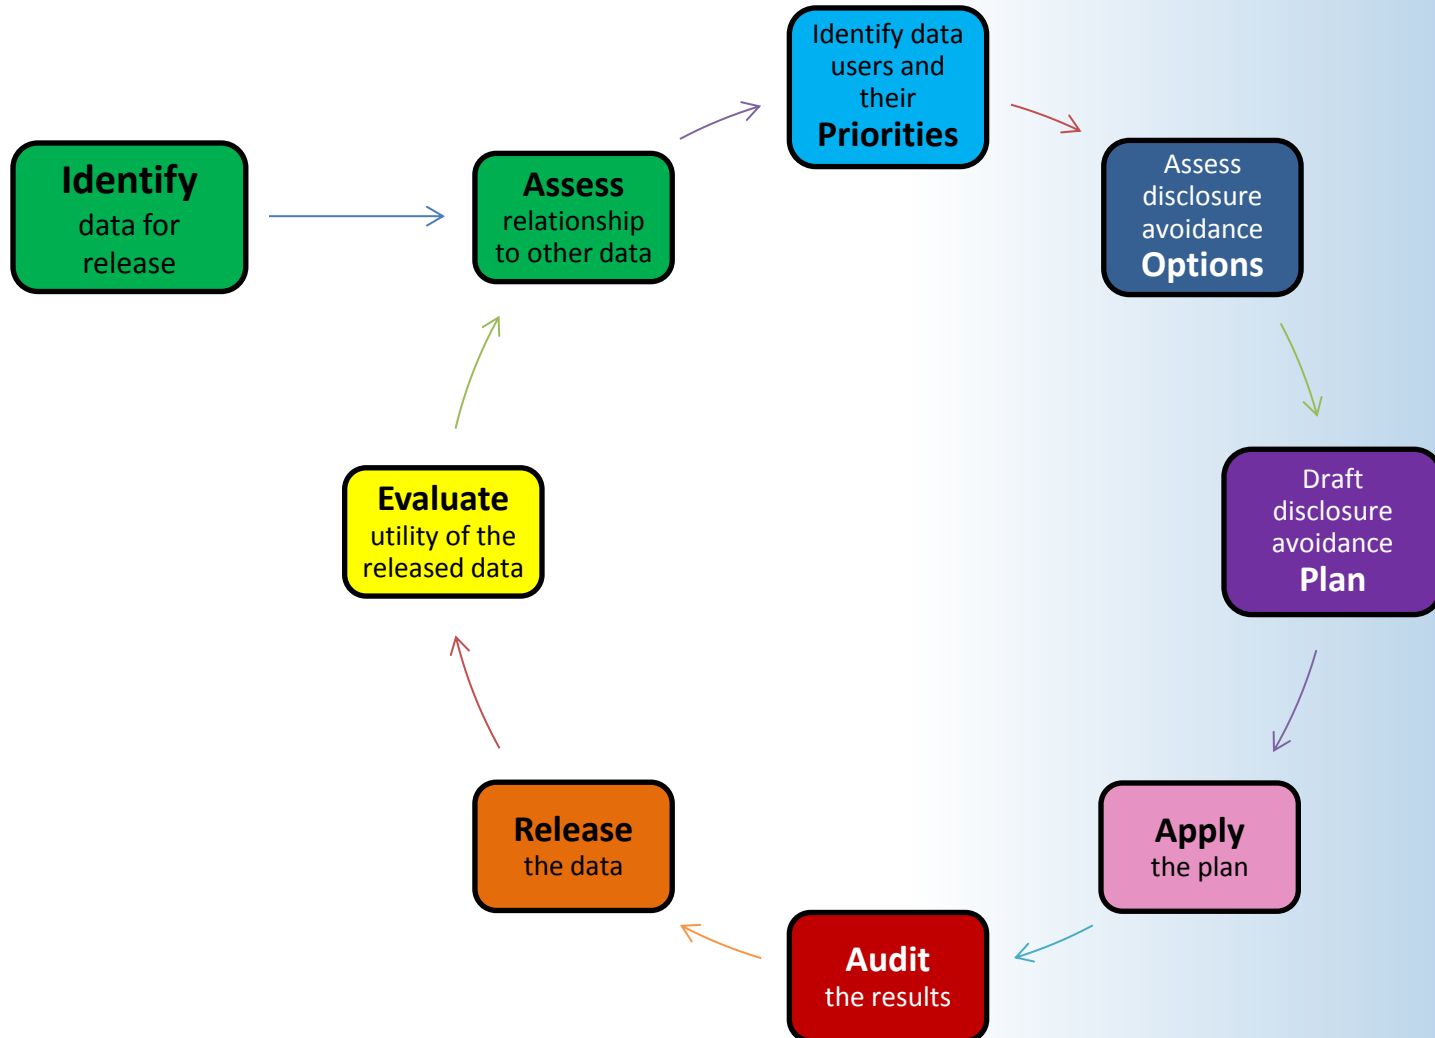 Identify
data for
release
Assess
relationship
to other data
Identify data
users and
their
Priorities
Assess
disclosure
avoidance
Options
Draft
disclosure
avoidance
Plan
Apply
the plan
Audit
the results
Release
the data
Evaluate
utility of the
released data